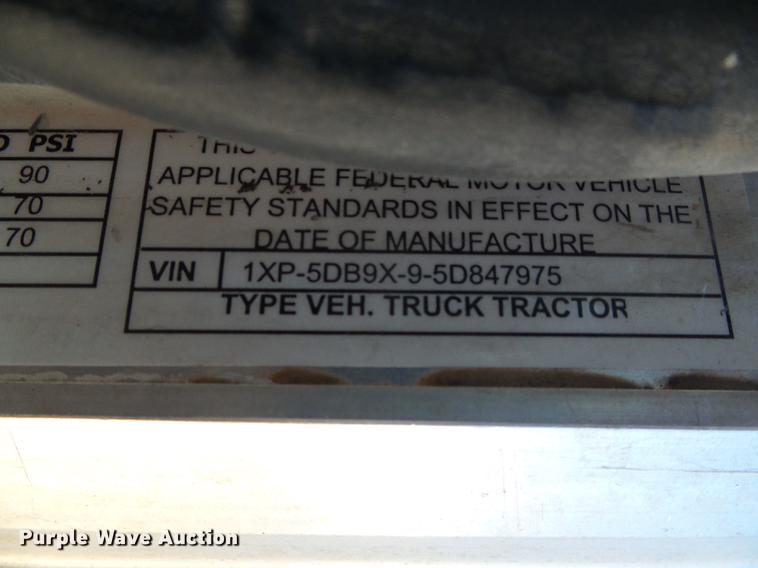 PSI
90
70
70
APPLICABLE FEDERAL MOTOR VEHICLE
SAFETY STANDARDS IN EFFECT ON THE
DATE OF MANUFACTURE
VIN 1XP-5DB9X-9-5D847975
TYPE VEH. TRUCK TRACTOR
Purple Wave Auction